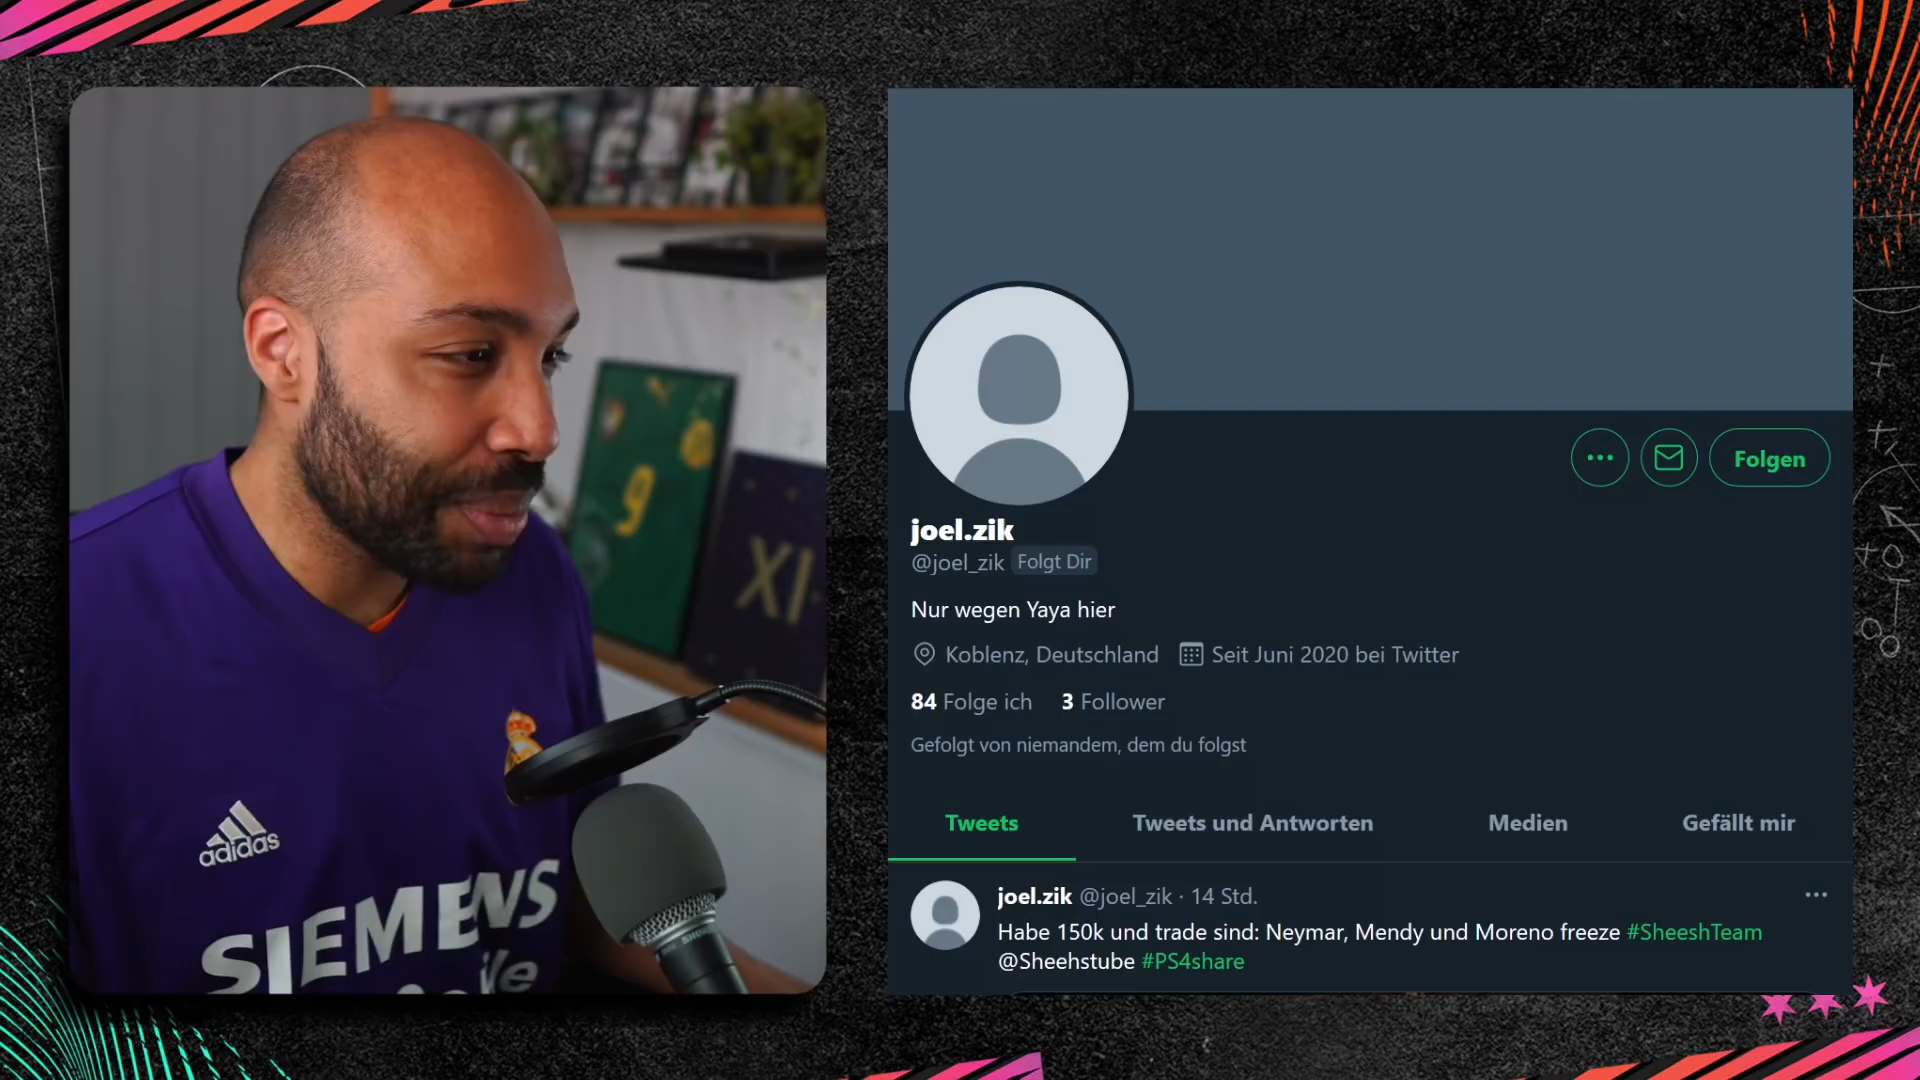 9
XI
adidas
SIEMENS
joel.zik
@joel_zik Folgt Dir
Nur wegen Yaya hier
Koblenz, Deutschland Seit Juni 2020 bei Twitter
84 Folge ich 3 Follower
Gefolgt von niemandem, dem du folgst
Folgen
Tweets Tweets und Antworten Medien Gefällt mir
joel.zik @joel_zik · 14 Std.
Habe 150k und trade sind: Neymar, Mendy und Moreno freeze #SheeshTeam
@Sheehstube #PS4share